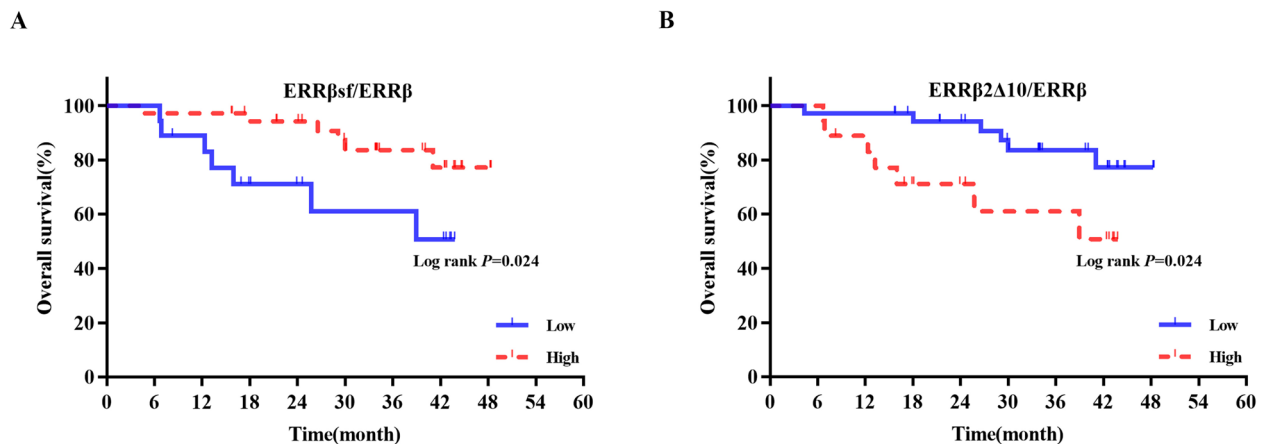 A
ERRβsf/ERRβ
Overall survival(%)
100
80
60
40
20
0
0 6 12 18 24 30 36 42 48 54 60
Time(month)
Log rank P=0.024
Low
High
B
ERRβ2Δ10/ERRβ
Overall survival(%)
100
80
60
40
20
0
0 6 12 18 24 30 36 42 48 54 60
Time(month)
Log rank P=0.024
Low
High